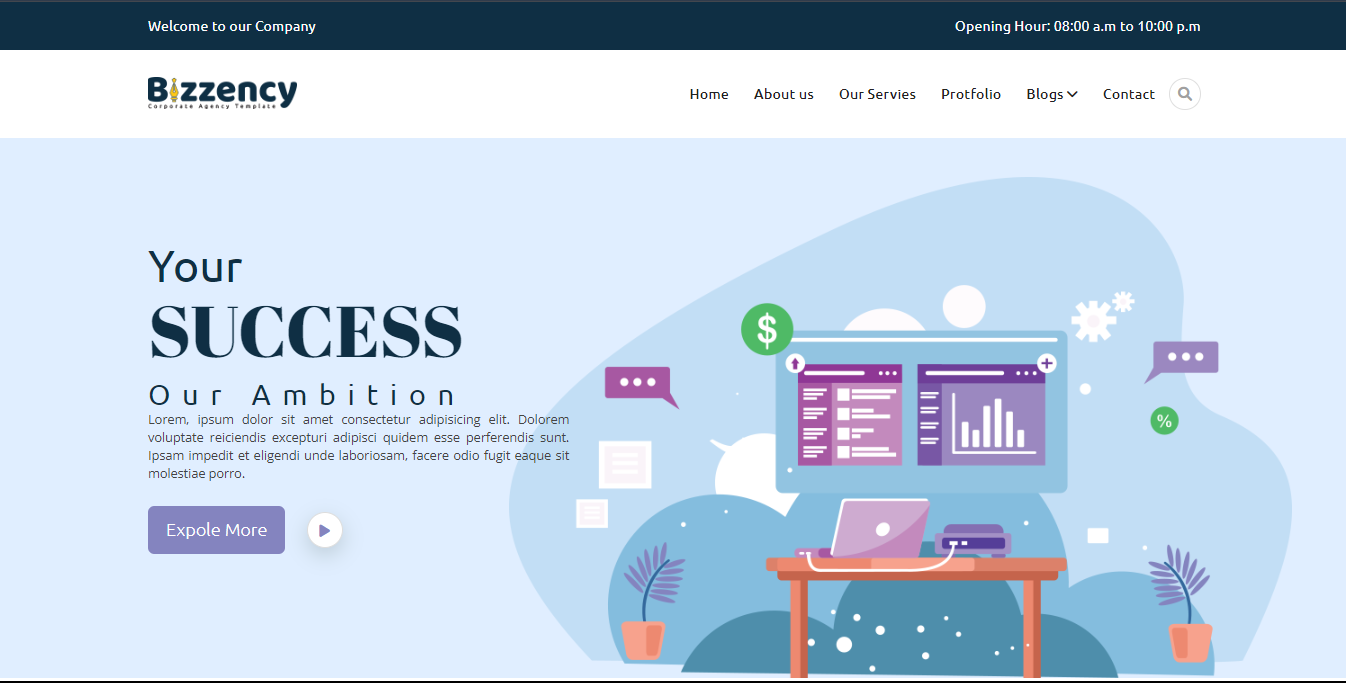 Welcome to our Company
Opening Hour: 08:00 a.m to 10:00 p.m
Bizzency
Corporate Agency Template
Home
About us
Our Servies
Protfolio
Blogs
Contact
Your
SUCCESS
Our Ambition
Lorem, ipsum dolor sit amet consectetur adipisicing elit. Dolorem
voluptate reiciendis excepturi adipisci quidem esse perferendis sunt.
Ipsam impedit et eligendi unde laboriosam, facere odio fugit eaque sit
molestiae porro.
Expole More
$
%